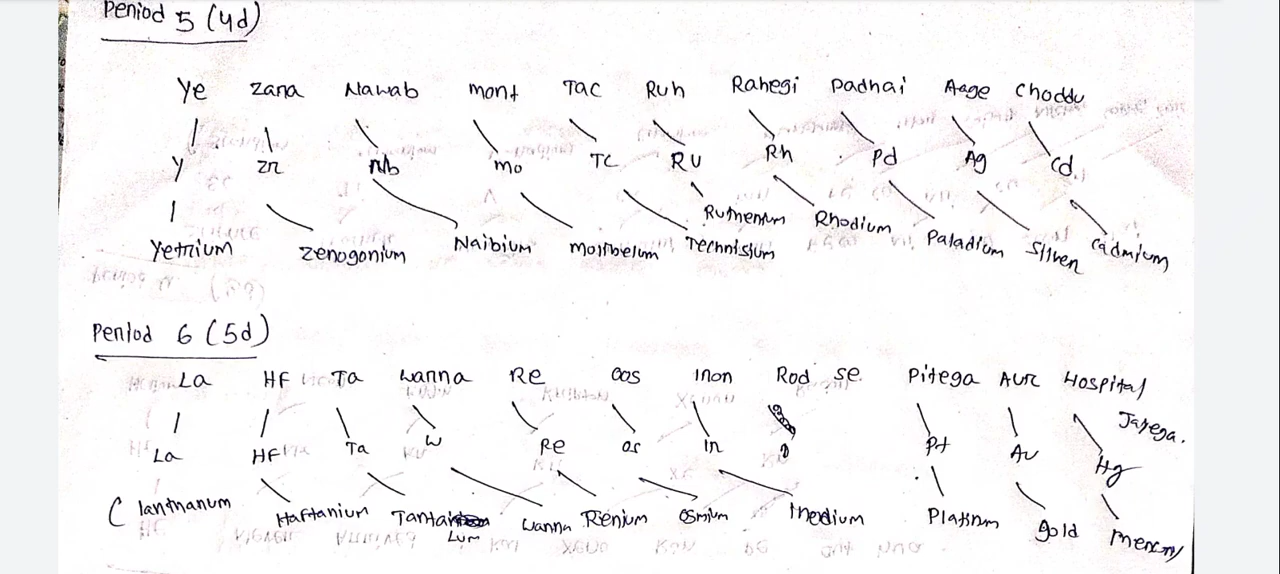 Period 5 (4d)
Ye Zara Nawab mont TAC Ruh Rahegi Padhai Aage Choddu
Y Zr Nb mo TC RU Rh Pd Ag Cd
Yetrium Zenogonium Naibium molibielum Technisium Ruthenium Rhodium Paladium Silver Cadmium
Period 6 (5d)
La HF Ta wanna Re Oos Iron Rod se Pitega AUR Hospital Jayega.
La HF Ta W Re Os In Pt Au Hg
lanthanum Haftanium Tantalum wanna Renium Osmium Iredium Platinum gold Mercury